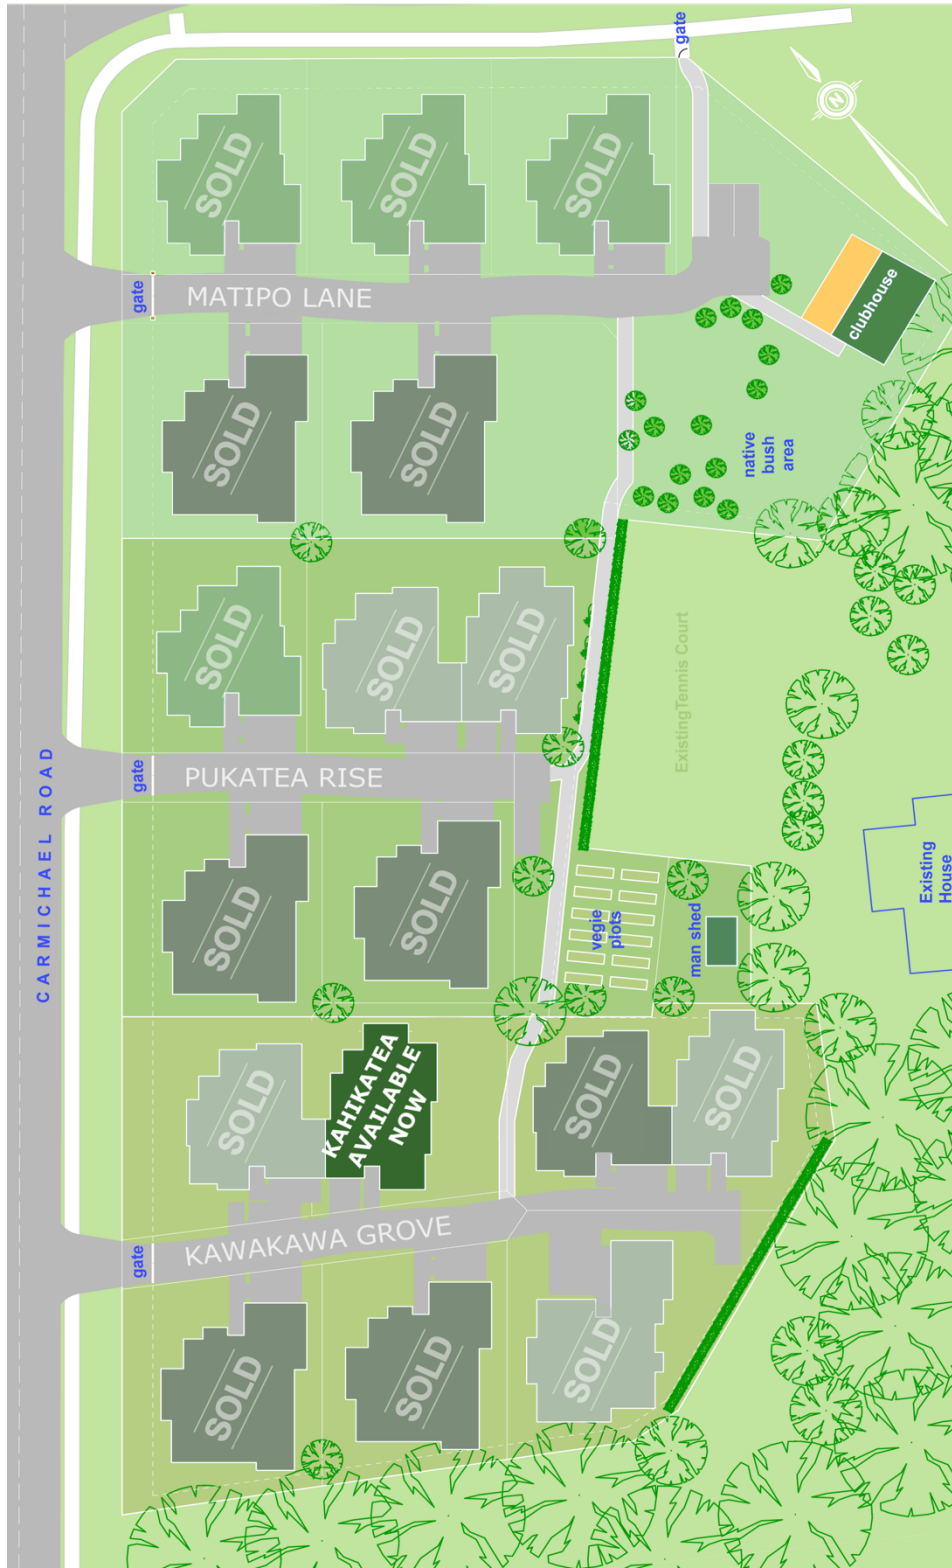 gate
N
SOLD
SOLD
SOLD
gate
MATIPO LANE
clubhouse
SOLD
SOLD
native
bush
area
SOLD
SOLD
SOLD
ExistingTennis Court
CARMICHAEL ROAD
gate
PUKATEA RISE
SOLD
SOLD
vegie
plots
man shed
Existing
House
SOLD
KAHIKATEA
AVAILABLE
NOW
SOLD
SOLD
gate
KAWAKAWA GROVE
SOLD
SOLD
SOLD